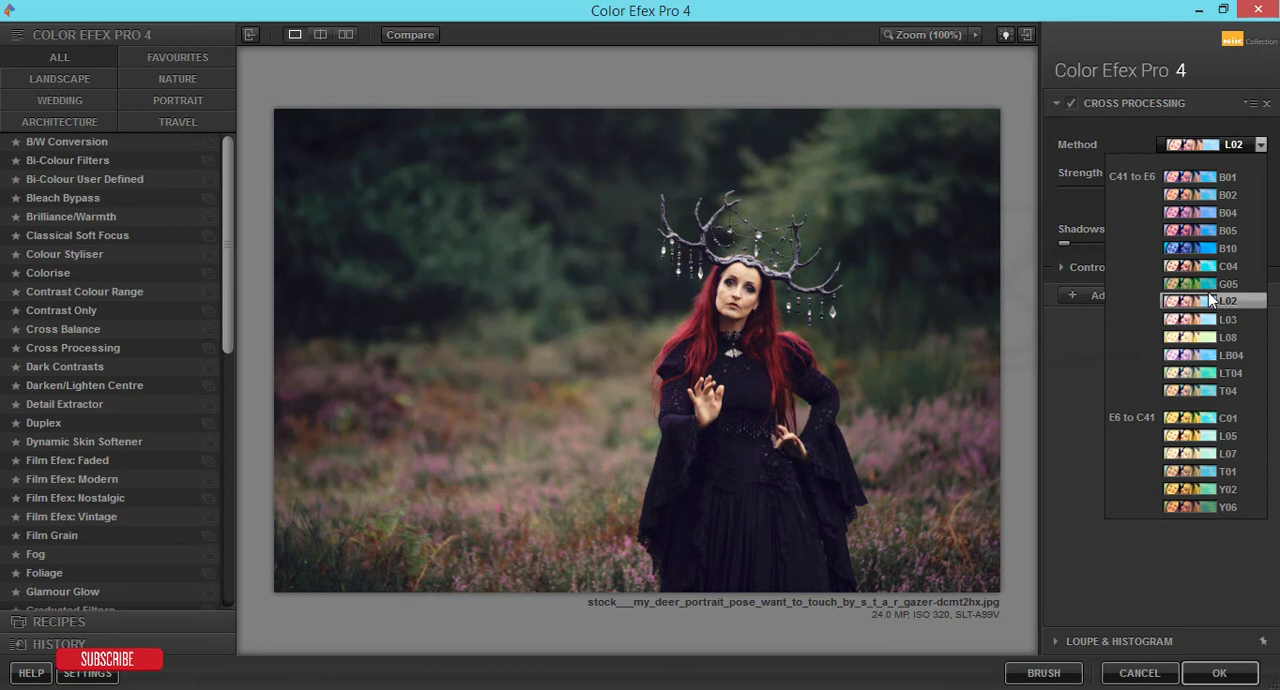 Color Efex Pro 4
COLOR EFEX PRO 4
Compare
Zoom (100%)
Nik Collection
ALL
FAVOURITES
LANDSCAPE
NATURE
WEDDING
PORTRAIT
ARCHITECTURE
TRAVEL
B/W Conversion
Bi-Colour Filters
Bi-Colour User Defined
Bleach Bypass
Brilliance/Warmth
Classical Soft Focus
Colour Styliser
Colorise
Contrast Colour Range
Contrast Only
Cross Balance
Cross Processing
Dark Contrasts
Darken/Lighten Centre
Detail Extractor
Duplex
Dynamic Skin Softener
Film Efex: Faded
Film Efex: Modern
Film Efex: Nostalgic
Film Efex: Vintage
Film Grain
Fog
Foliage
Glamour Glow
Graduated Filters
RECIPES
HISTORY
SUBSCRIBE
HELP
SETTINGS
stock___my_deer_portrait_pose_want_to_touch_by_s_t_a_r_gazer-dcmt2hx.jpg
24.0 MP, ISO 320, SLT-A99V
Color Efex Pro 4
CROSS PROCESSING
Method
L02
Strength
Shadows
Contro
Ad
C41 to E6
B01
B02
B04
B05
B10
C04
G05
L02
L03
L08
LB04
LT04
T04
E6 to C41
C01
L05
L07
T01
Y02
Y06
LOUPE & HISTOGRAM
BRUSH
CANCEL
OK